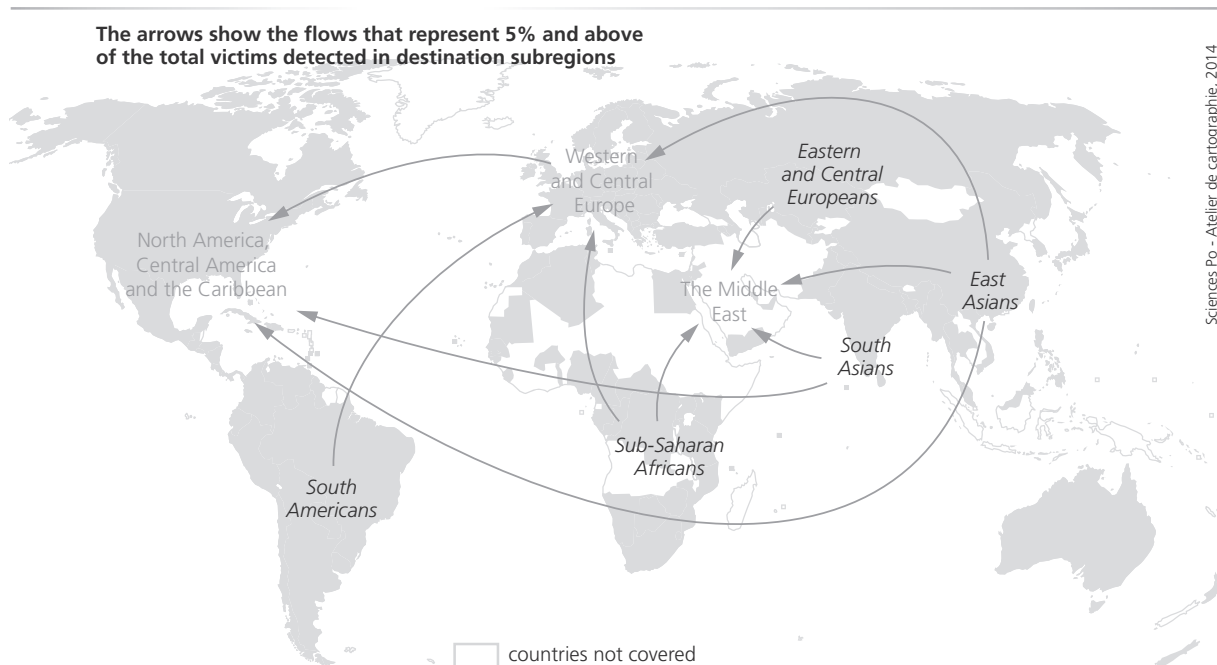 The arrows show the flows that represent 5% and above
of the total victims detected in destination subregions
Sciences Po - Atelier de cartographie, 2014
Western
and Central
Europe
Eastern
and Central
Europeans
North America,
Central America
and the Caribbean
The Middle
East
East
Asians
South
Asians
Sub-Saharan
Africans
South
Americans
countries not covered